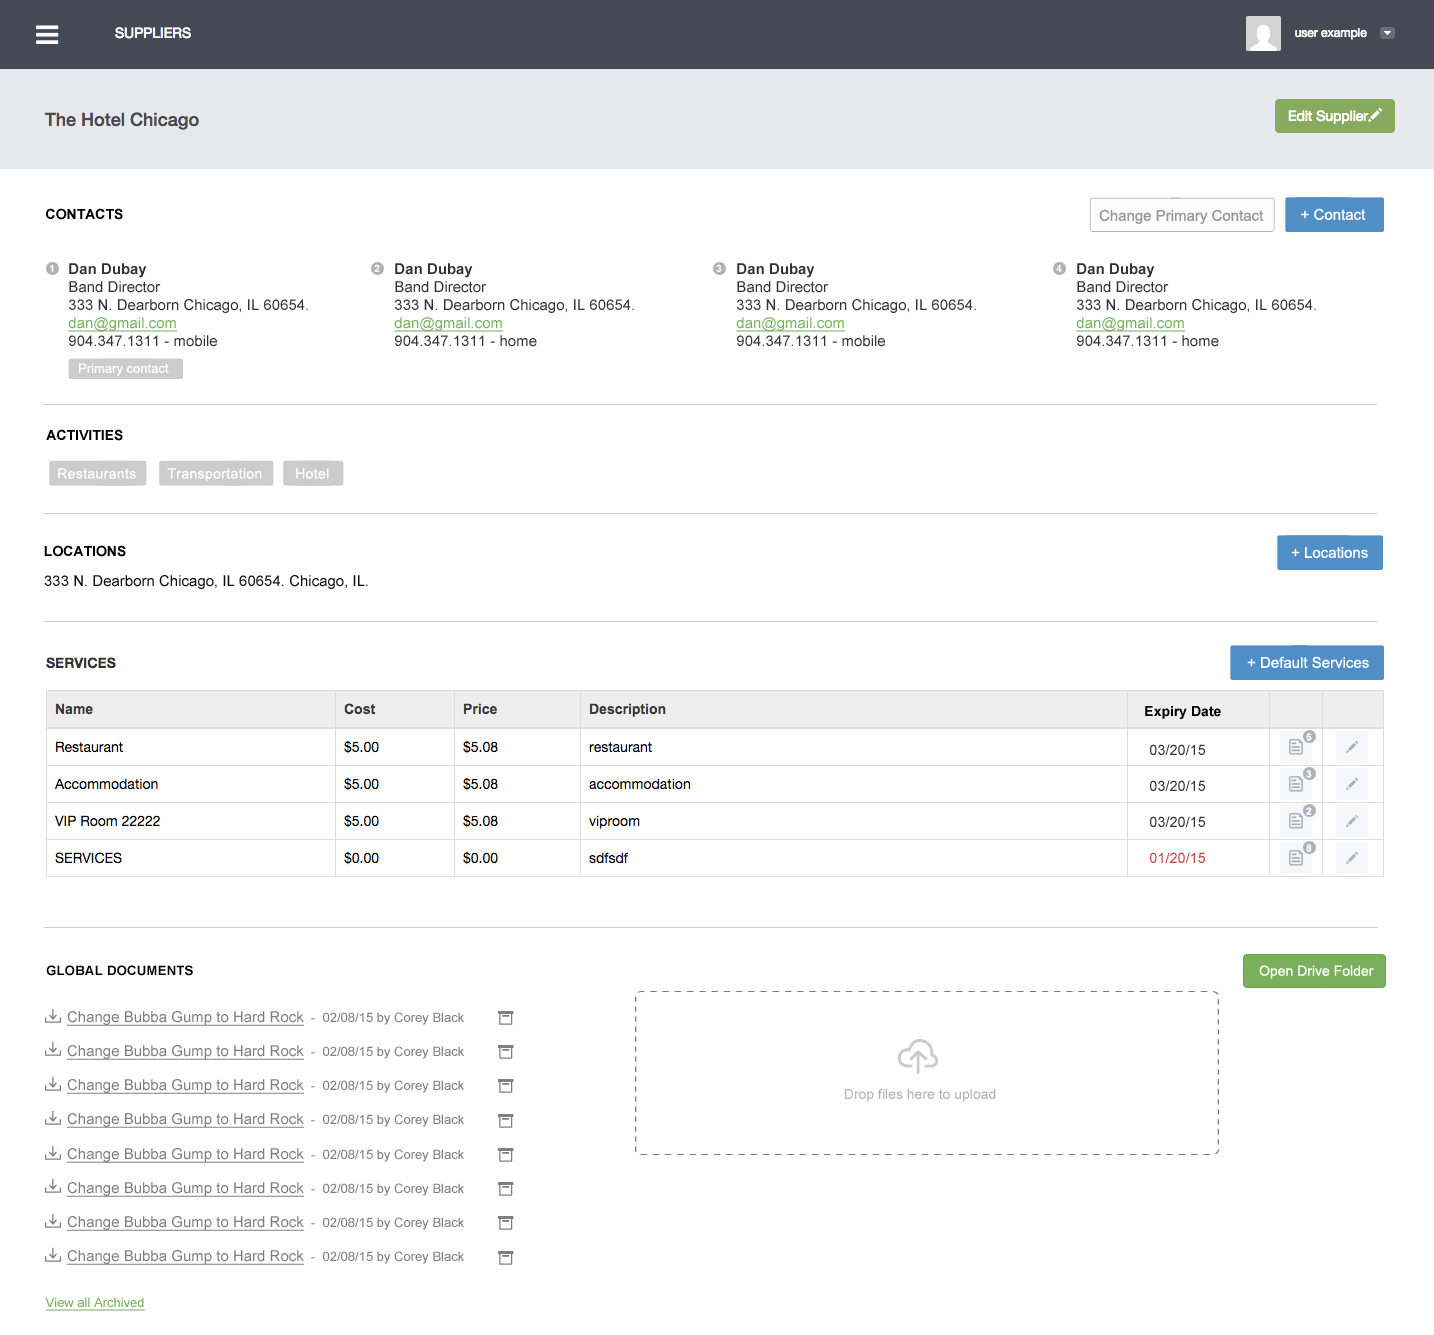 SUPPLIERS
user example
The Hotel Chicago
Edit Supplier
CONTACTS
Change Primary Contact
+ Contact
1 Dan Dubay
Band Director
333 N. Dearborn Chicago, IL 60654.
dan@gmail.com
904.347.1311 - mobile
Primary contact
2 Dan Dubay
Band Director
333 N. Dearborn Chicago, IL 60654.
dan@gmail.com
904.347.1311 - home
3 Dan Dubay
Band Director
333 N. Dearborn Chicago, IL 60654.
dan@gmail.com
904.347.1311 - mobile
4 Dan Dubay
Band Director
333 N. Dearborn Chicago, IL 60654.
dan@gmail.com
904.347.1311 - home
ACTIVITIES
Restaurants Transportation Hotel
LOCATIONS
+ Locations
333 N. Dearborn Chicago, IL 60654. Chicago, IL.
SERVICES
+ Default Services
Name Cost Price Description Expiry Date
Restaurant $5.00 $5.08 restaurant 03/20/15 5
Accommodation $5.00 $5.08 accommodation 03/20/15 3
VIP Room 22222 $5.00 $5.08 viproom 03/20/15 2
SERVICES $0.00 $0.00 sdfsdf 01/20/15 8
GLOBAL DOCUMENTS
Open Drive Folder
Change Bubba Gump to Hard Rock - 02/08/15 by Corey Black
Change Bubba Gump to Hard Rock - 02/08/15 by Corey Black
Change Bubba Gump to Hard Rock - 02/08/15 by Corey Black
Change Bubba Gump to Hard Rock - 02/08/15 by Corey Black
Change Bubba Gump to Hard Rock - 02/08/15 by Corey Black
Change Bubba Gump to Hard Rock - 02/08/15 by Corey Black
Change Bubba Gump to Hard Rock - 02/08/15 by Corey Black
Change Bubba Gump to Hard Rock - 02/08/15 by Corey Black
Drop files here to upload
View all Archived